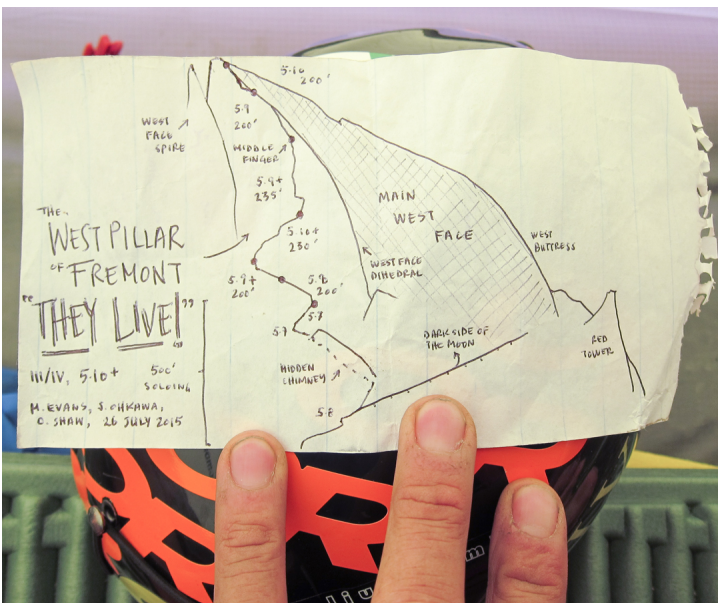 5.10
200'
5.9
200'
WEST
FACE
SPIRE
MIDDLE
FINGER
5.9+
235'
MAIN
WEST
FACE
THE
WEST PILLAR
OF FREMONT
"THEY LIVE!"
5.10+
230'
WEST FACE
DIHEDRAL
WEST
BUTTRESS
5.9+
200'
5.8
200'
5.7
5.7
DARK SIDE OF
THE MOON
RED
TOWER
HIDDEN
CHIMNEY
III/IV, 5.10+
500'
SOLOING
M. EVANS, S. OHKAWA,
O. SHAW, 26 JULY 2015
5.8